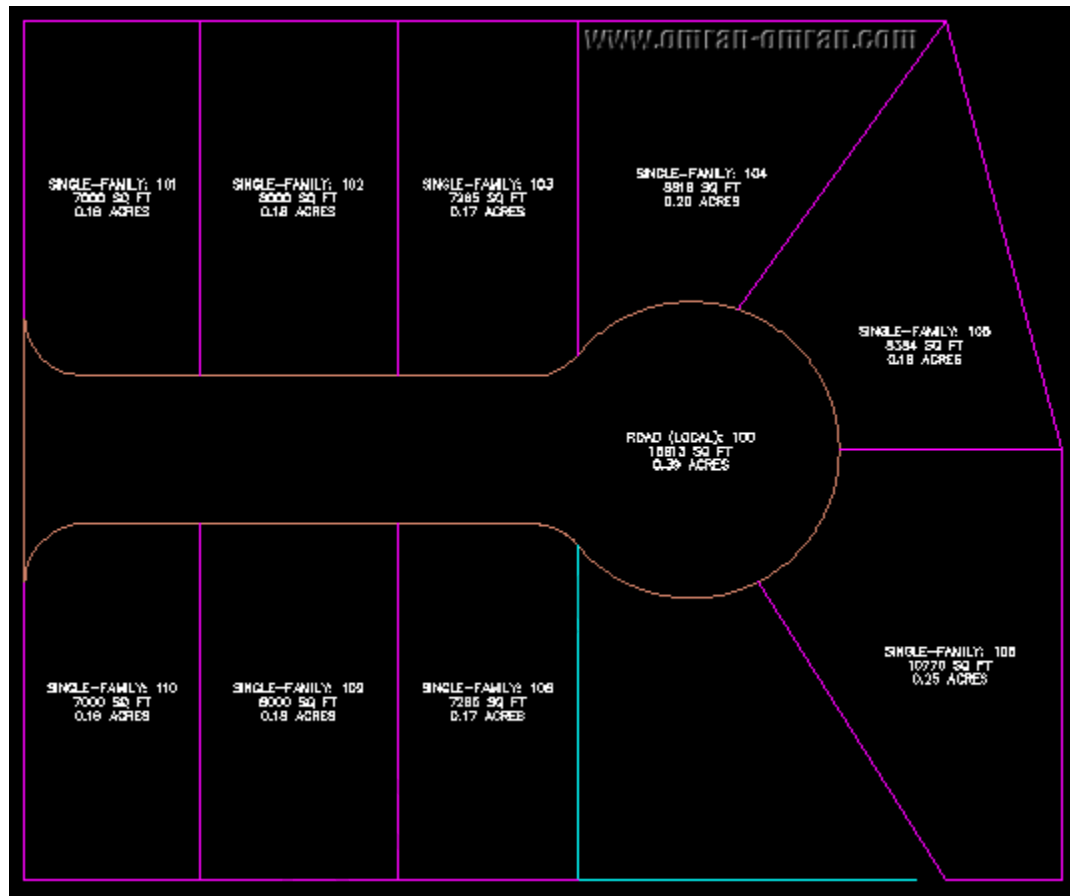 www.omran-omran.com
SINGLE-FAMILY: 104
8818 SQ FT
0.20 ACRES
SINGLE-FAMILY: 101
7000 SQ FT
0.16 ACRES
SINGLE-FAMILY: 102
8000 SQ FT
0.18 ACRES
SINGLE-FAMILY: 103
7285 SQ FT
0.17 ACRES
SINGLE-FAMILY: 105
8384 SQ FT
0.19 ACRES
ROAD (LOCAL): 100
16813 SQ FT
0.39 ACRES
SINGLE-FAMILY: 106
10770 SQ FT
0.25 ACRES
SINGLE-FAMILY: 110
7000 SQ FT
0.16 ACRES
SINGLE-FAMILY: 109
8000 SQ FT
0.18 ACRES
SINGLE-FAMILY: 108
7285 SQ FT
0.17 ACRES